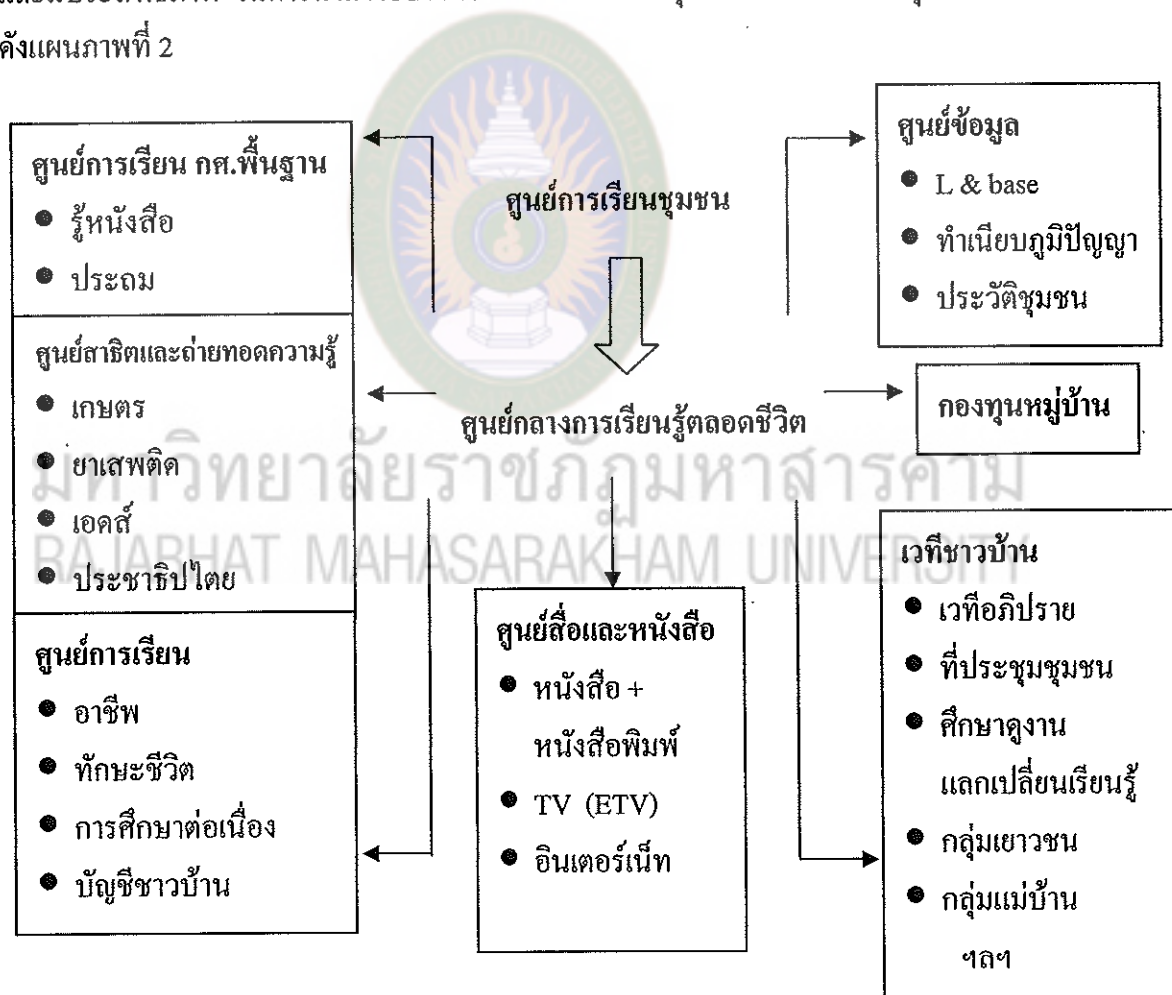 ดังแผนภาพที่ 2
ศูนย์การเรียน กศ.พื้นฐาน
● รู้หนังสือ
● ประถม
ศูนย์สาธิตและถ่ายทอดความรู้
● เกษตร
● ยาเสพติด
● เอดส์
● ประชาธิปไตย
ศูนย์การเรียน
● อาชีพ
● ทักษะชีวิต
● การศึกษาต่อเนื่อง
● บัญชีชาวบ้าน
ศูนย์การเรียนชุมชน
ศูนย์กลางการเรียนรู้ตลอดชีวิต
ศูนย์สื่อและหนังสือ
● หนังสือ +
หนังสือพิมพ์
● TV (ETV)
● อินเตอร์เน็ท
ศูนย์ข้อมูล
● L & base
● ทำเนียบภูมิปัญญา
● ประวัติชุมชน
กองทุนหมู่บ้าน
เวทีชาวบ้าน
● เวทีอภิปราย
● ที่ประชุมชุมชน
● ศึกษาดูงาน
แลกเปลี่ยนเรียนรู้
● กลุ่มเยาวชน
● กลุ่มแม่บ้าน
ฯลฯ
มหาวิทยาลัยราชภัฏมหาสารคาม
RAJABHAT MAHASARAKHAM UNIVERSITY